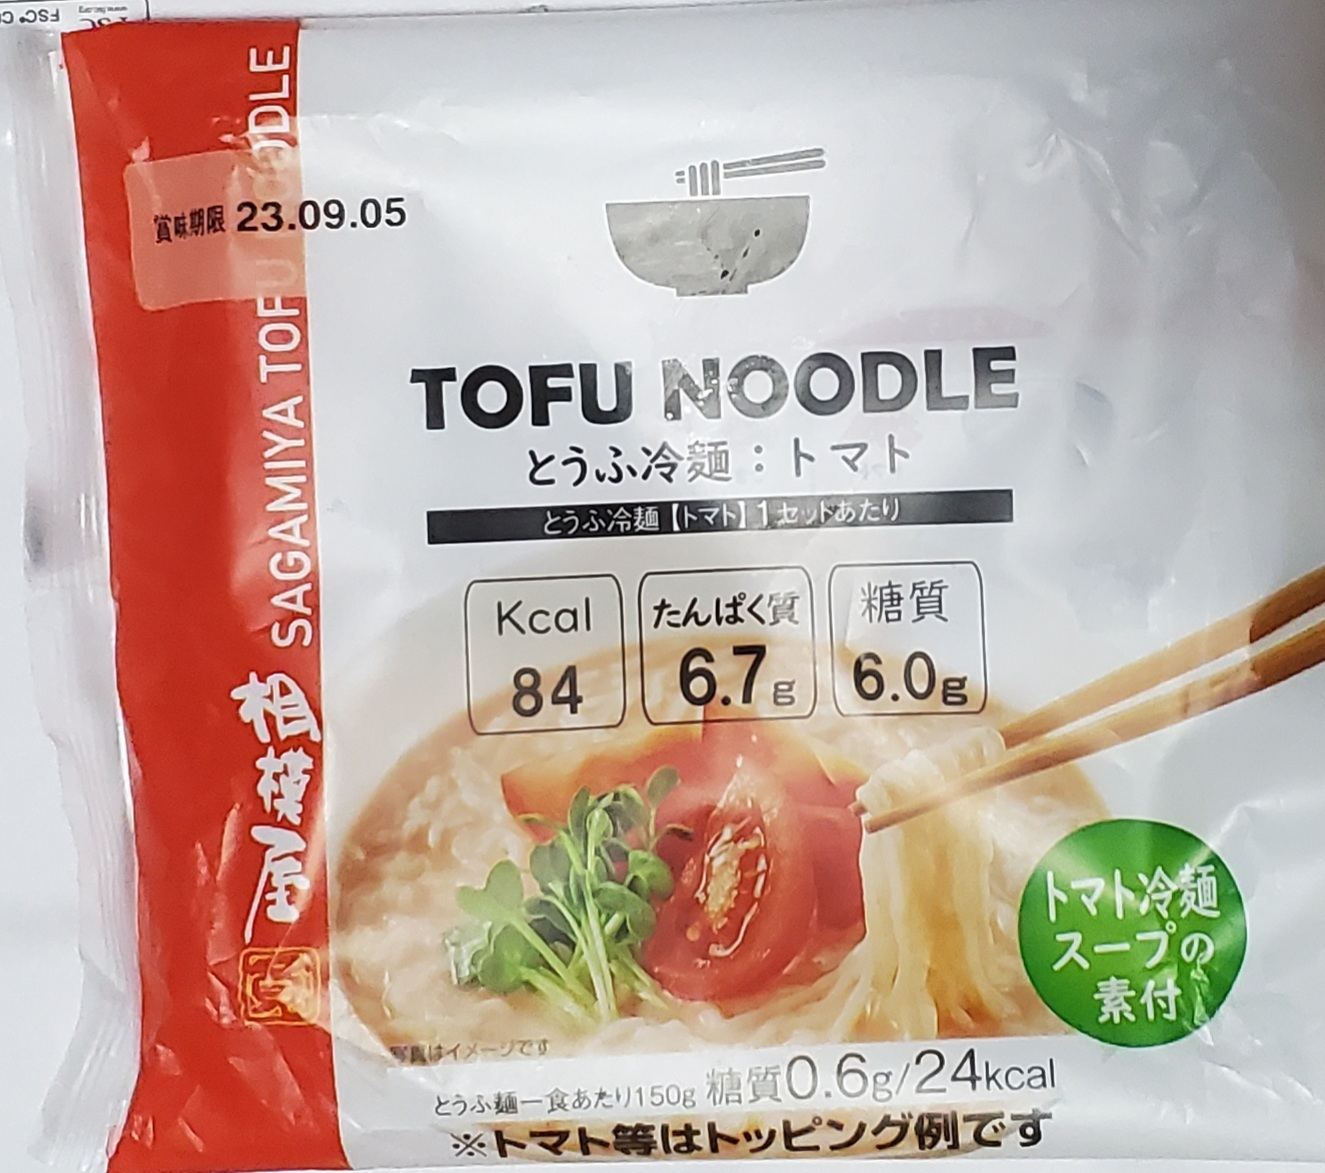 賞味期限 23.09.05
SAGAMIYA TOFU NOODLE
相模屋
TOFU NOODLE
とうふ冷麺：トマト
とうふ冷麺【トマト】1セットあたり
Kcal
84
たんぱく質
6.7g
糖質
6.0g
トマト冷麺
スープの
素付
写真はイメージです
とうふ麺一食あたり150g 糖質0.6g/24kcal
※トマト等はトッピング例です